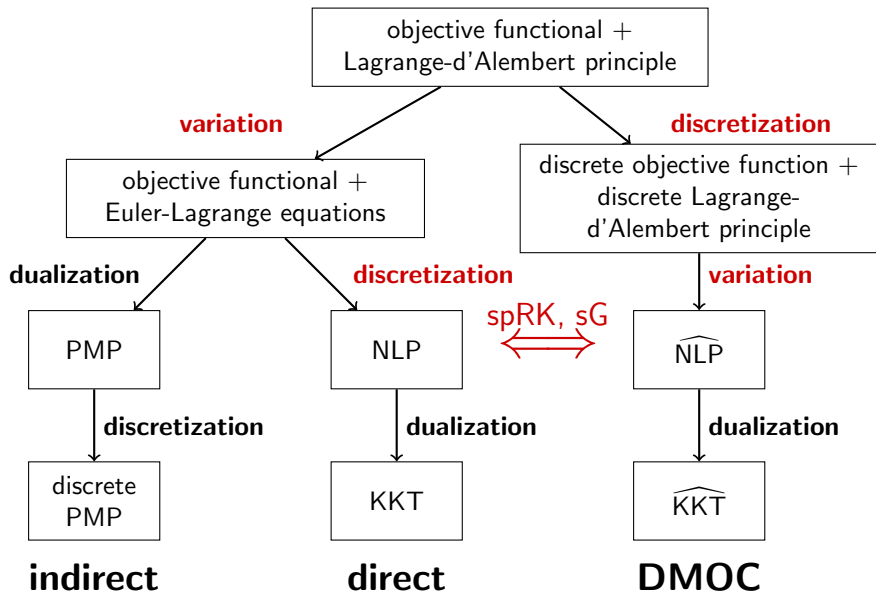 objective functional +
Lagrange-d'Alembert principle
variation
discretization
objective functional +
Euler-Lagrange equations
discrete objective function +
discrete Lagrange-
d'Alembert principle
dualization
discretization
variation
spRK, sG
PMP
NLP
N͡LP
discretization
dualization
dualization
discrete
PMP
KKT
K͡KT
indirect
direct
DMOC